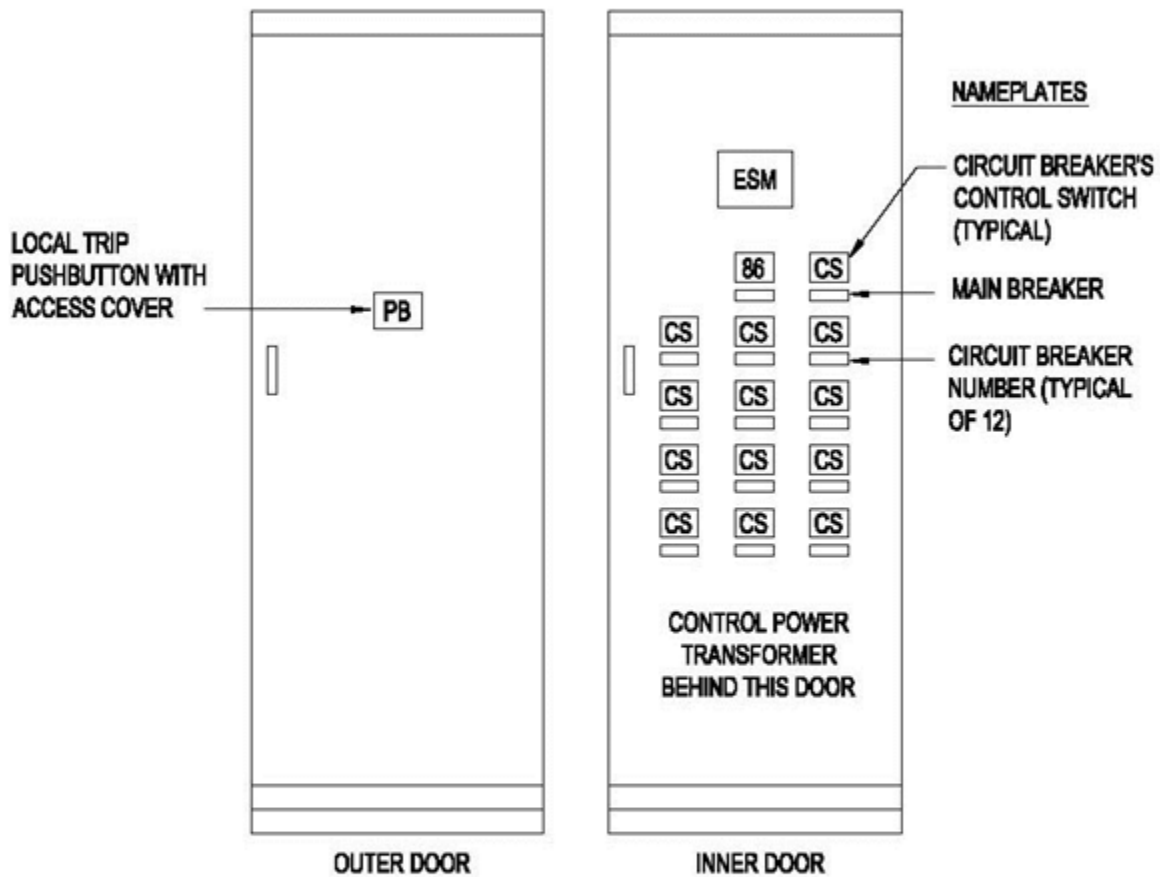 NAMEPLATES
CIRCUIT BREAKER'S
CONTROL SWITCH
(TYPICAL)
ESM
LOCAL TRIP
PUSHBUTTON WITH
ACCESS COVER
PB
86 CS
MAIN BREAKER
CS CS CS
CIRCUIT BREAKER
NUMBER (TYPICAL
OF 12)
CS CS CS
CS CS CS
CS CS CS
CONTROL POWER
TRANSFORMER
BEHIND THIS DOOR
OUTER DOOR
INNER DOOR